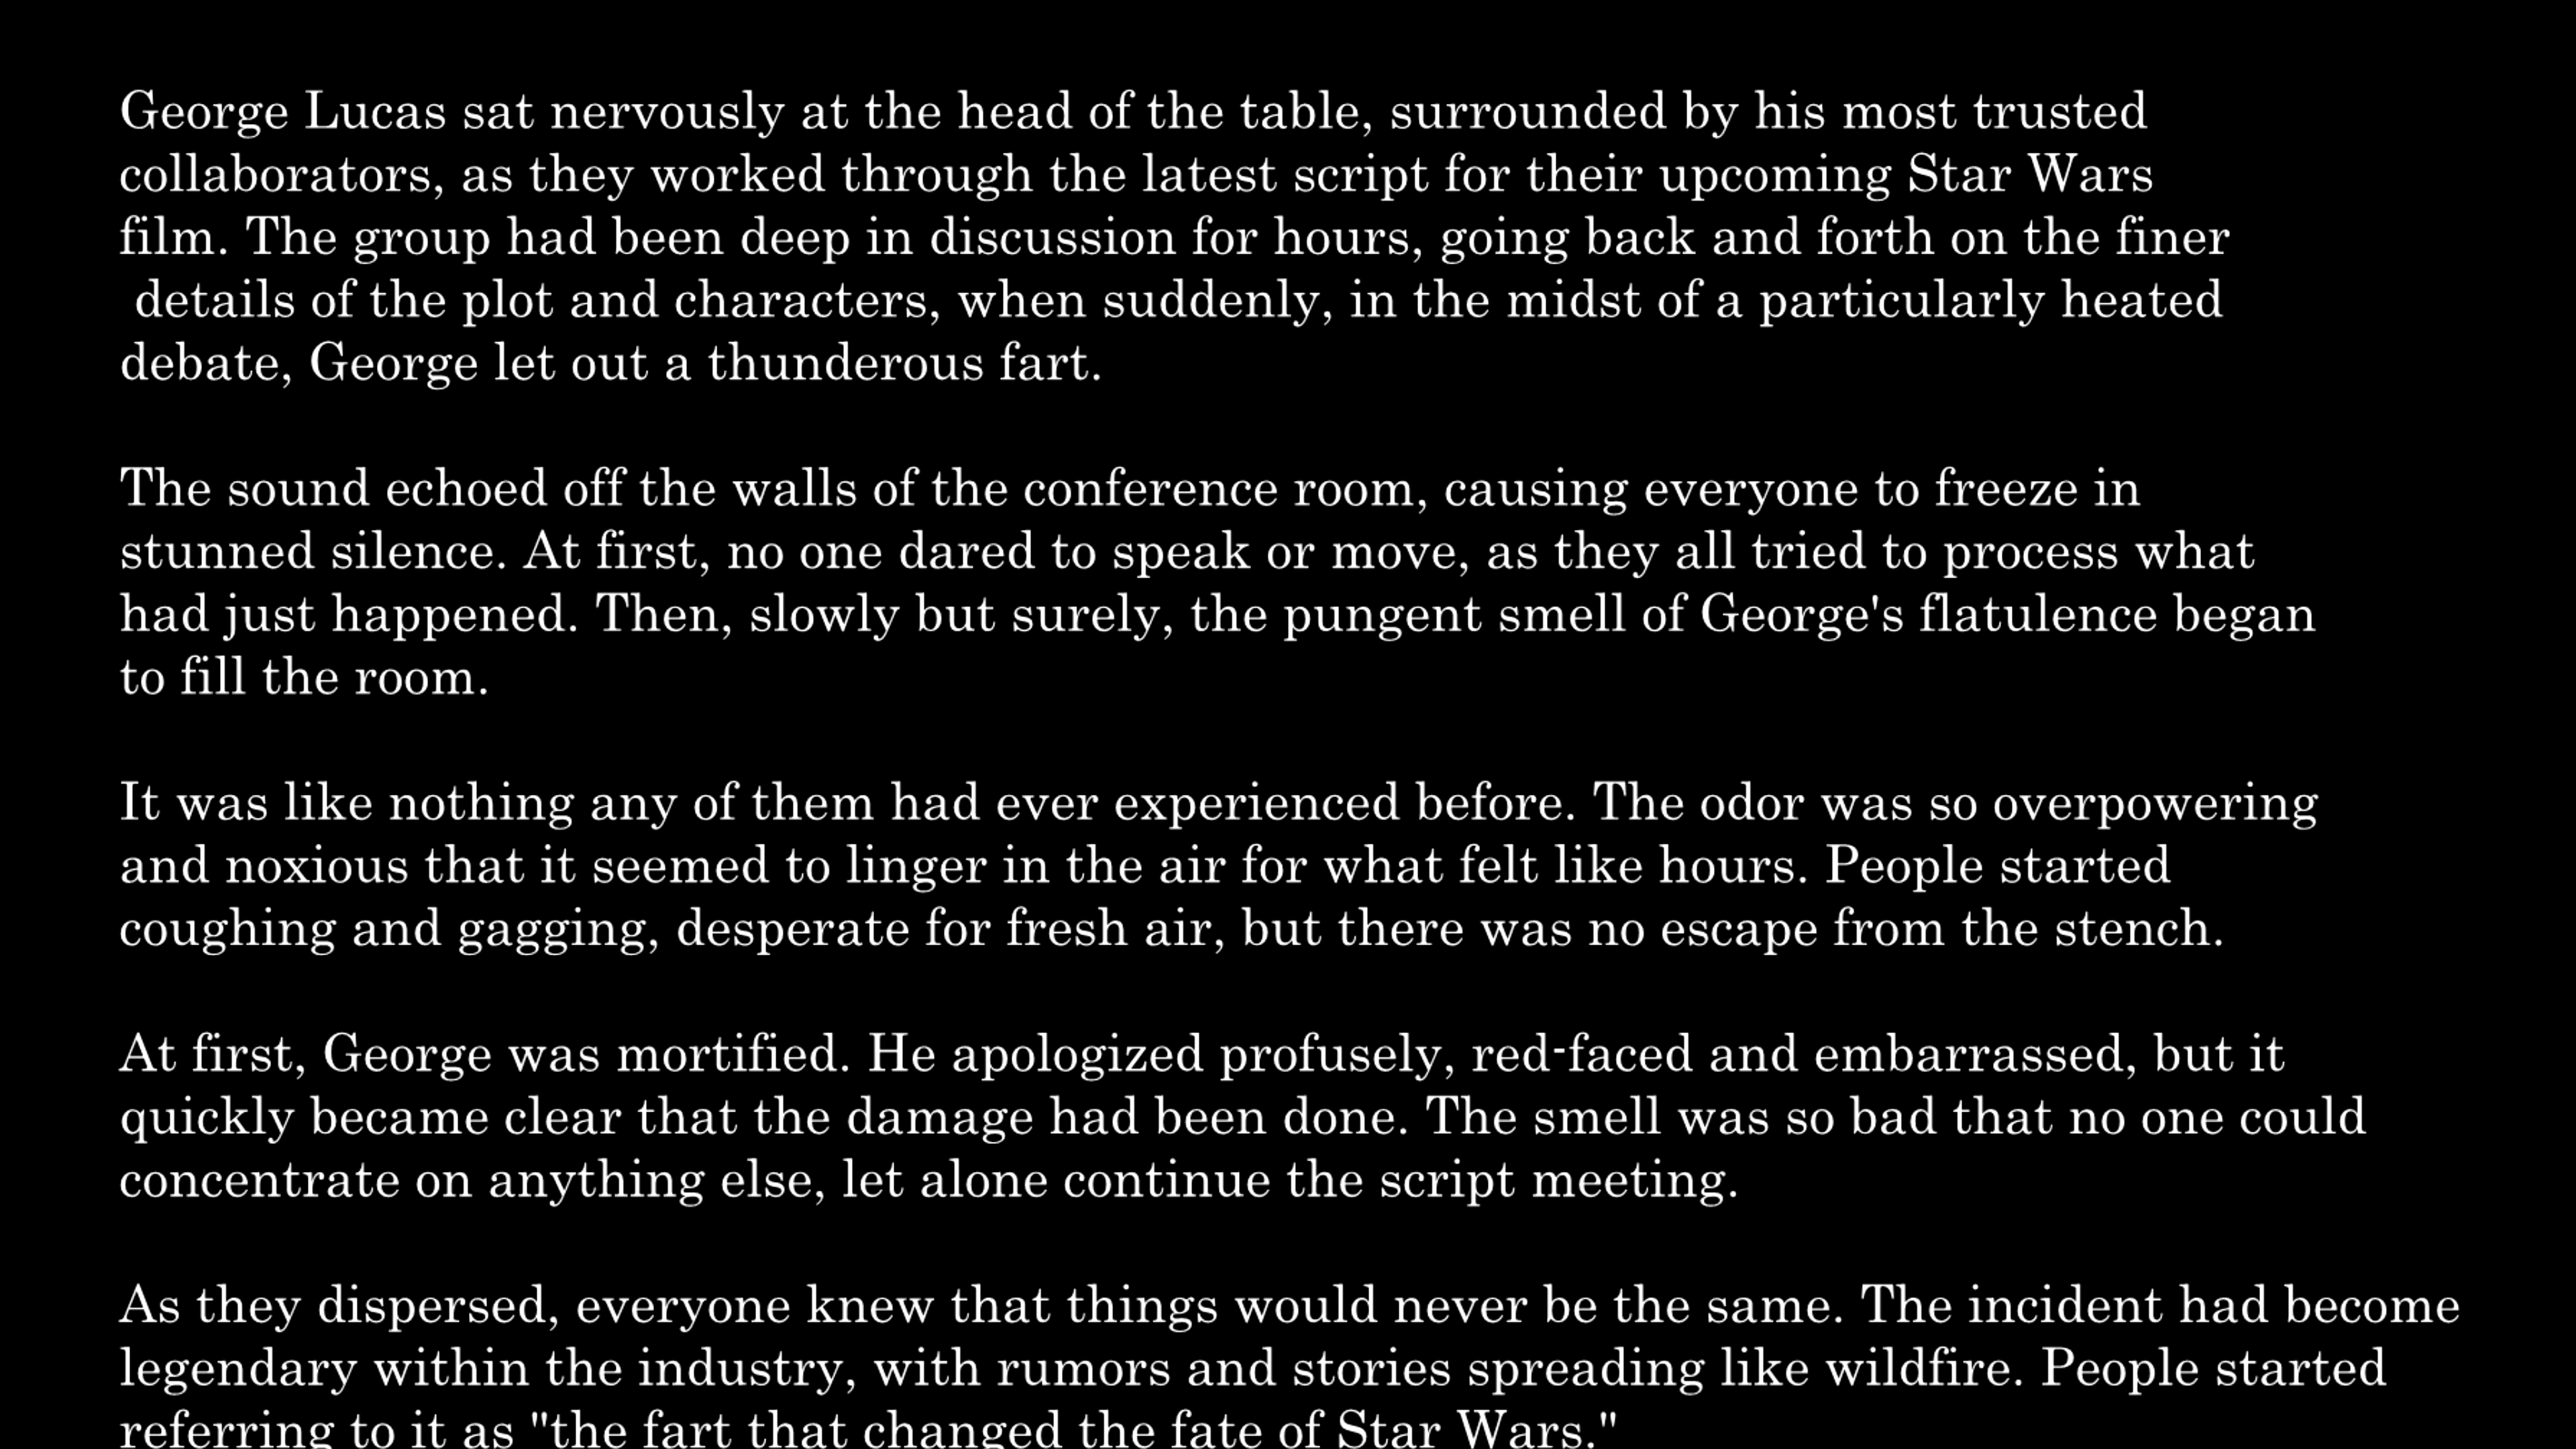 George Lucas sat nervously at the head of the table, surrounded by his most trusted
collaborators, as they worked through the latest script for their upcoming Star Wars
film. The group had been deep in discussion for hours, going back and forth on the finer
details of the plot and characters, when suddenly, in the midst of a particularly heated
debate, George let out a thunderous fart.

The sound echoed off the walls of the conference room, causing everyone to freeze in
stunned silence. At first, no one dared to speak or move, as they all tried to process what
had just happened. Then, slowly but surely, the pungent smell of George's flatulence began
to fill the room.

It was like nothing any of them had ever experienced before. The odor was so overpowering
and noxious that it seemed to linger in the air for what felt like hours. People started
coughing and gagging, desperate for fresh air, but there was no escape from the stench.

At first, George was mortified. He apologized profusely, red-faced and embarrassed, but it
quickly became clear that the damage had been done. The smell was so bad that no one could
concentrate on anything else, let alone continue the script meeting.

As they dispersed, everyone knew that things would never be the same. The incident had become
legendary within the industry, with rumors and stories spreading like wildfire. People started
referring to it as "the fart that changed the fate of Star Wars."